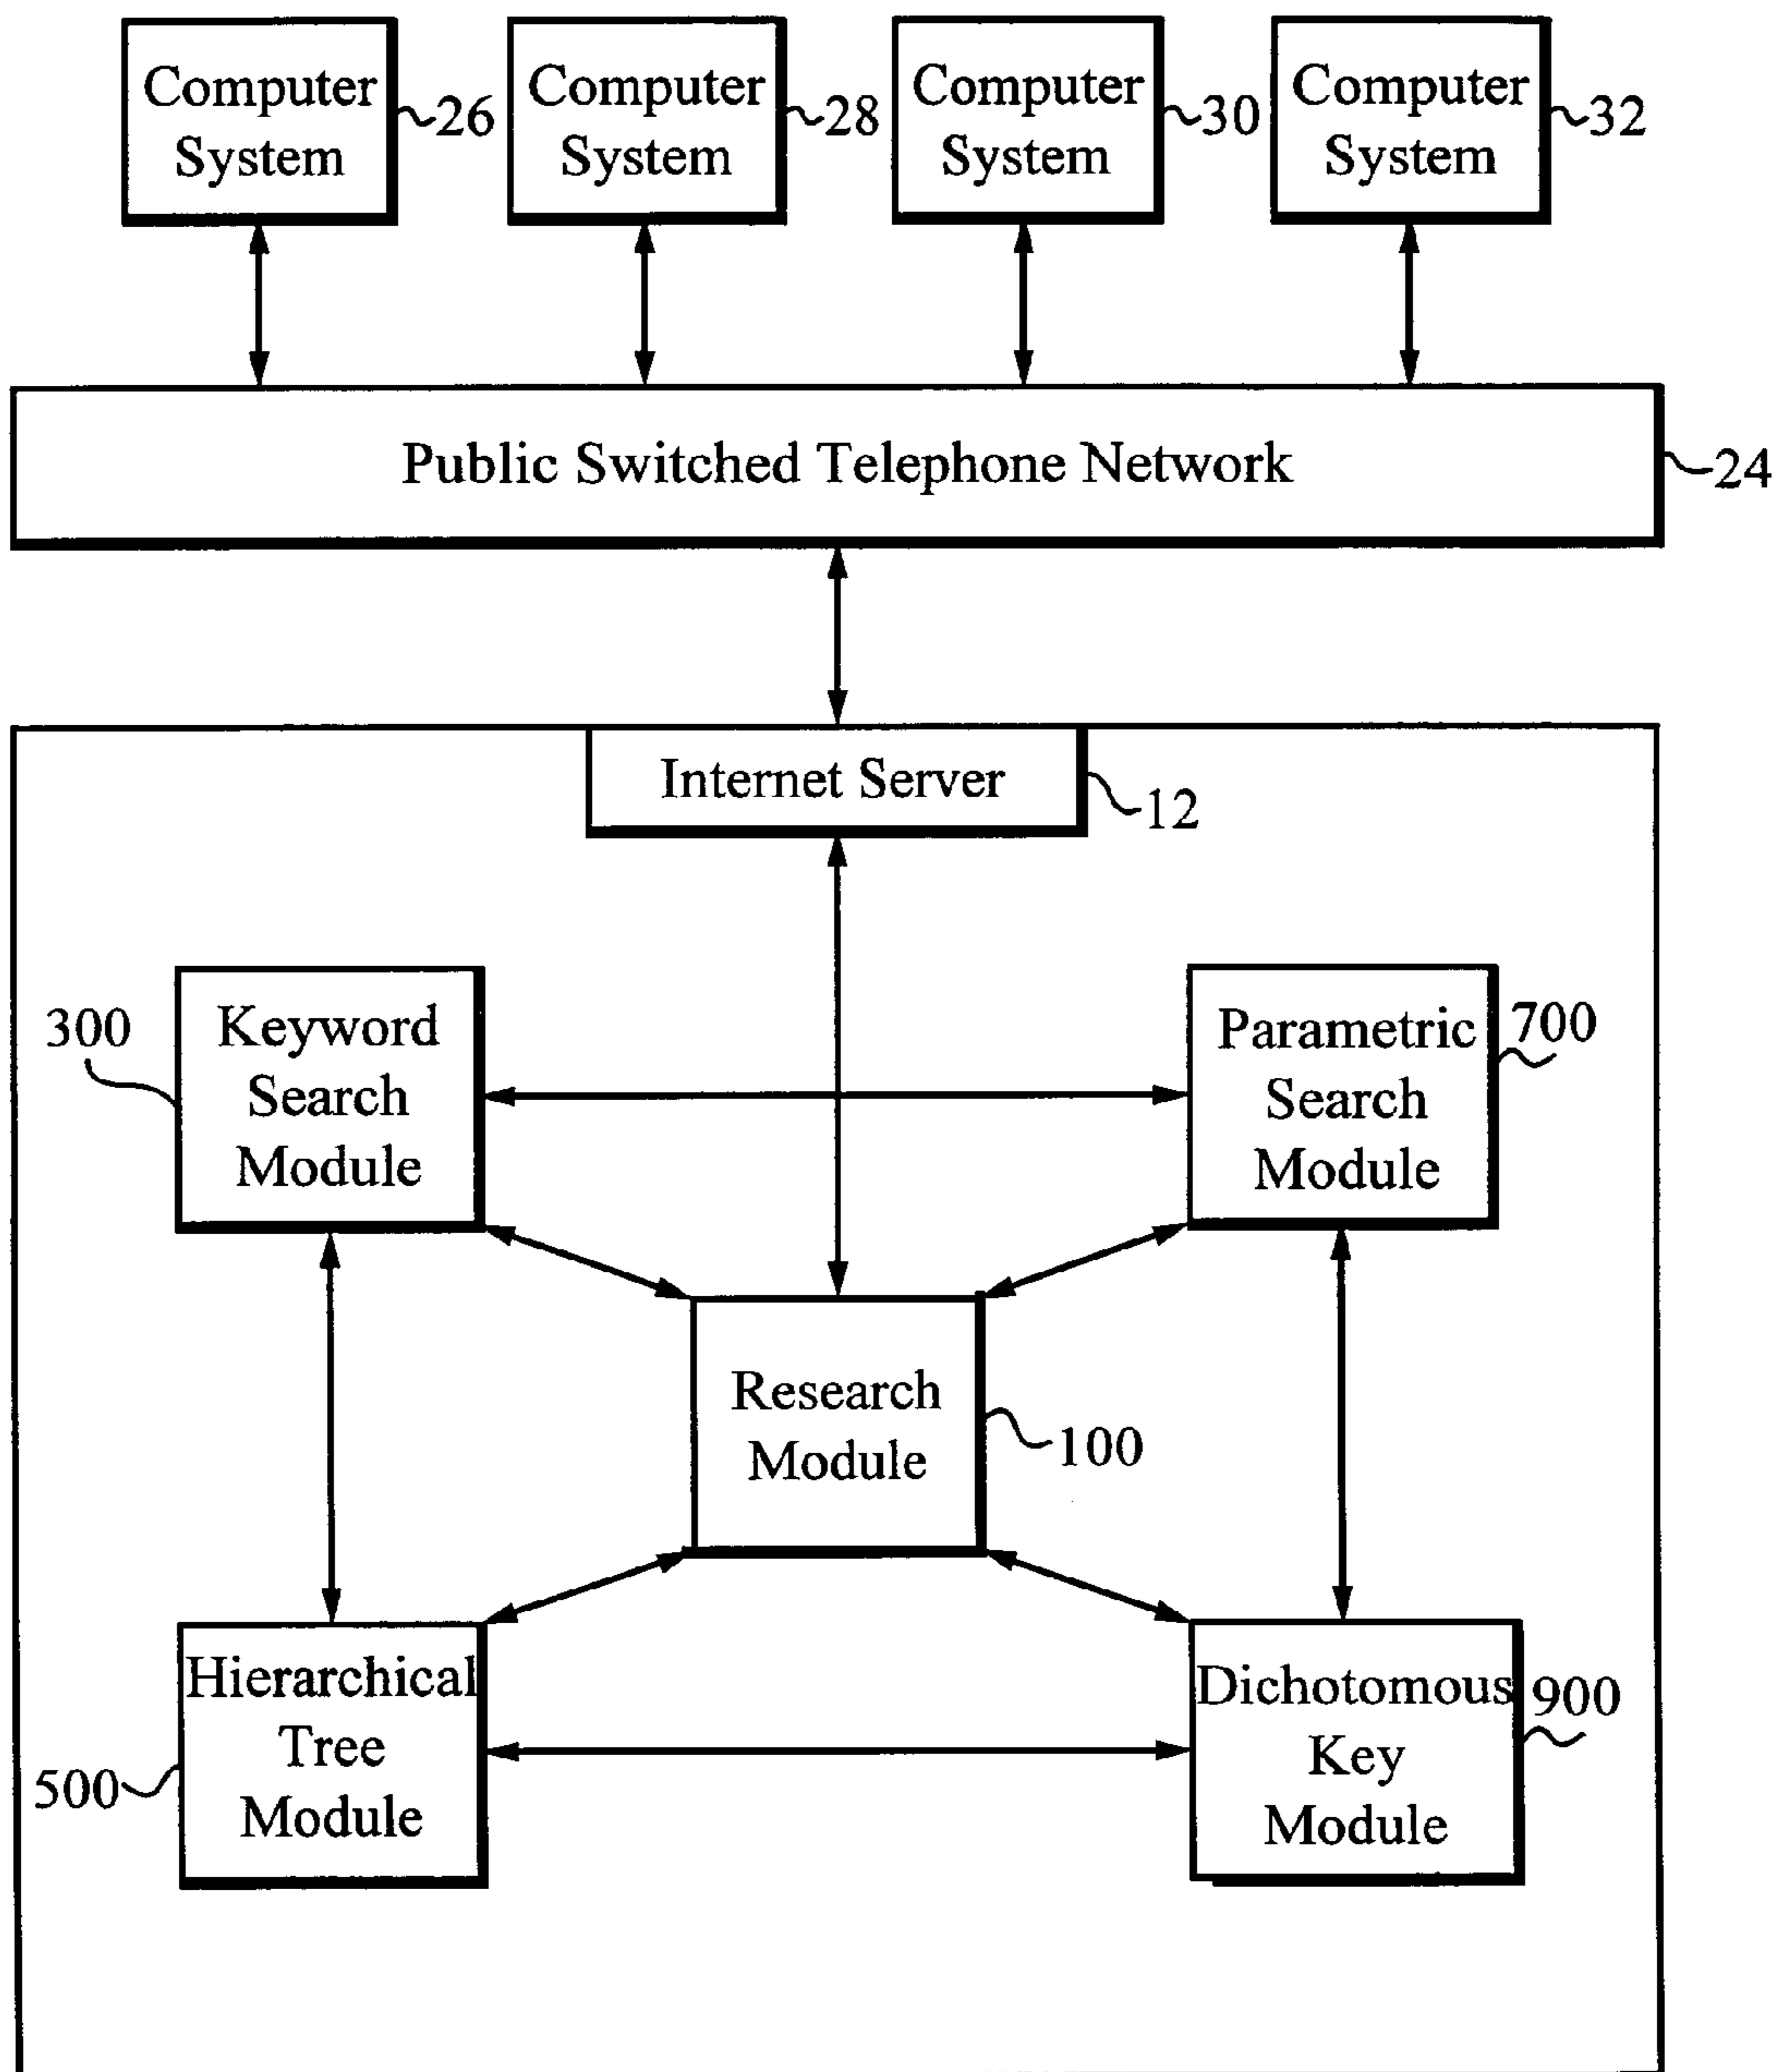 Computer
System
26
Computer
System
28
Computer
System
30
Computer
System
32
Public Switched Telephone Network
24
Internet Server
12
300
Keyword
Search
Module
Parametric
Search
Module
700
Research
Module
100
Hierarchical
Tree
Module
500
Dichotomous
Key
Module
900